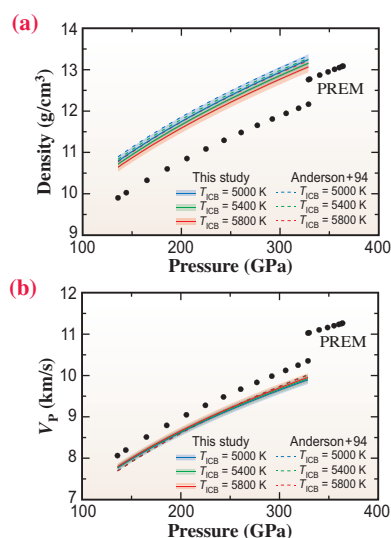 (a)
14
13
12
11
10
9
Density (g/cm³)
PREM
This study Anderson+94
T_ICB = 5000 K T_ICB = 5000 K
T_ICB = 5400 K T_ICB = 5400 K
T_ICB = 5800 K T_ICB = 5800 K
100 200 300 400
Pressure (GPa)
(b)
12
11
10
9
8
7
V_P (km/s)
PREM
This study Anderson+94
T_ICB = 5000 K T_ICB = 5000 K
T_ICB = 5400 K T_ICB = 5400 K
T_ICB = 5800 K T_ICB = 5800 K
100 200 300 400
Pressure (GPa)